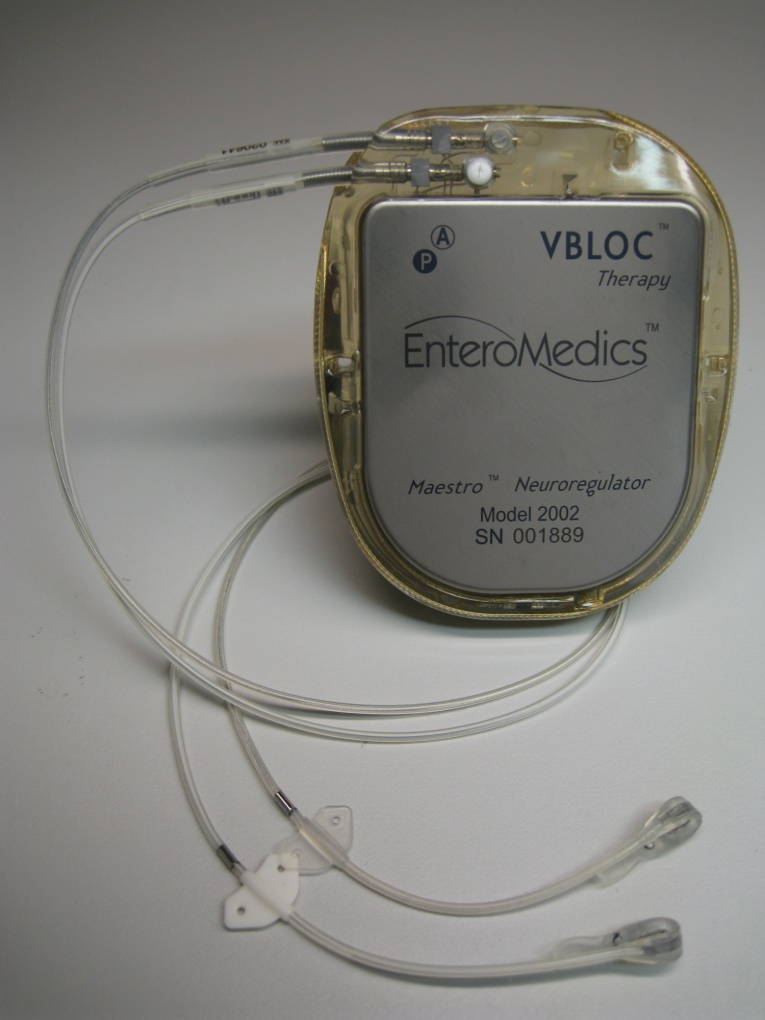 A
P
VBLOC™
Therapy
EnteroMedics™
Maestro™ Neuroregulator
Model 2002
SN 001889